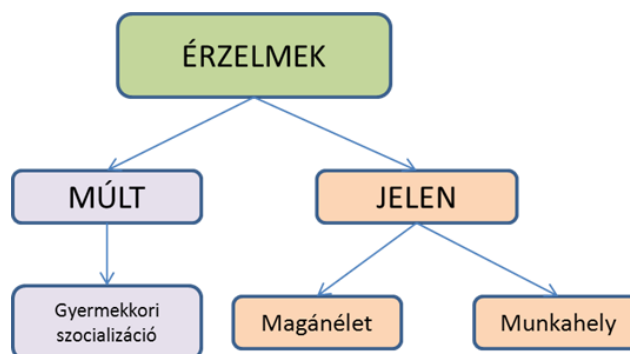 ÉRZELMEK
MÚLT
JELEN
Gyermekkori
szocializáció
Magánélet
Munkahely